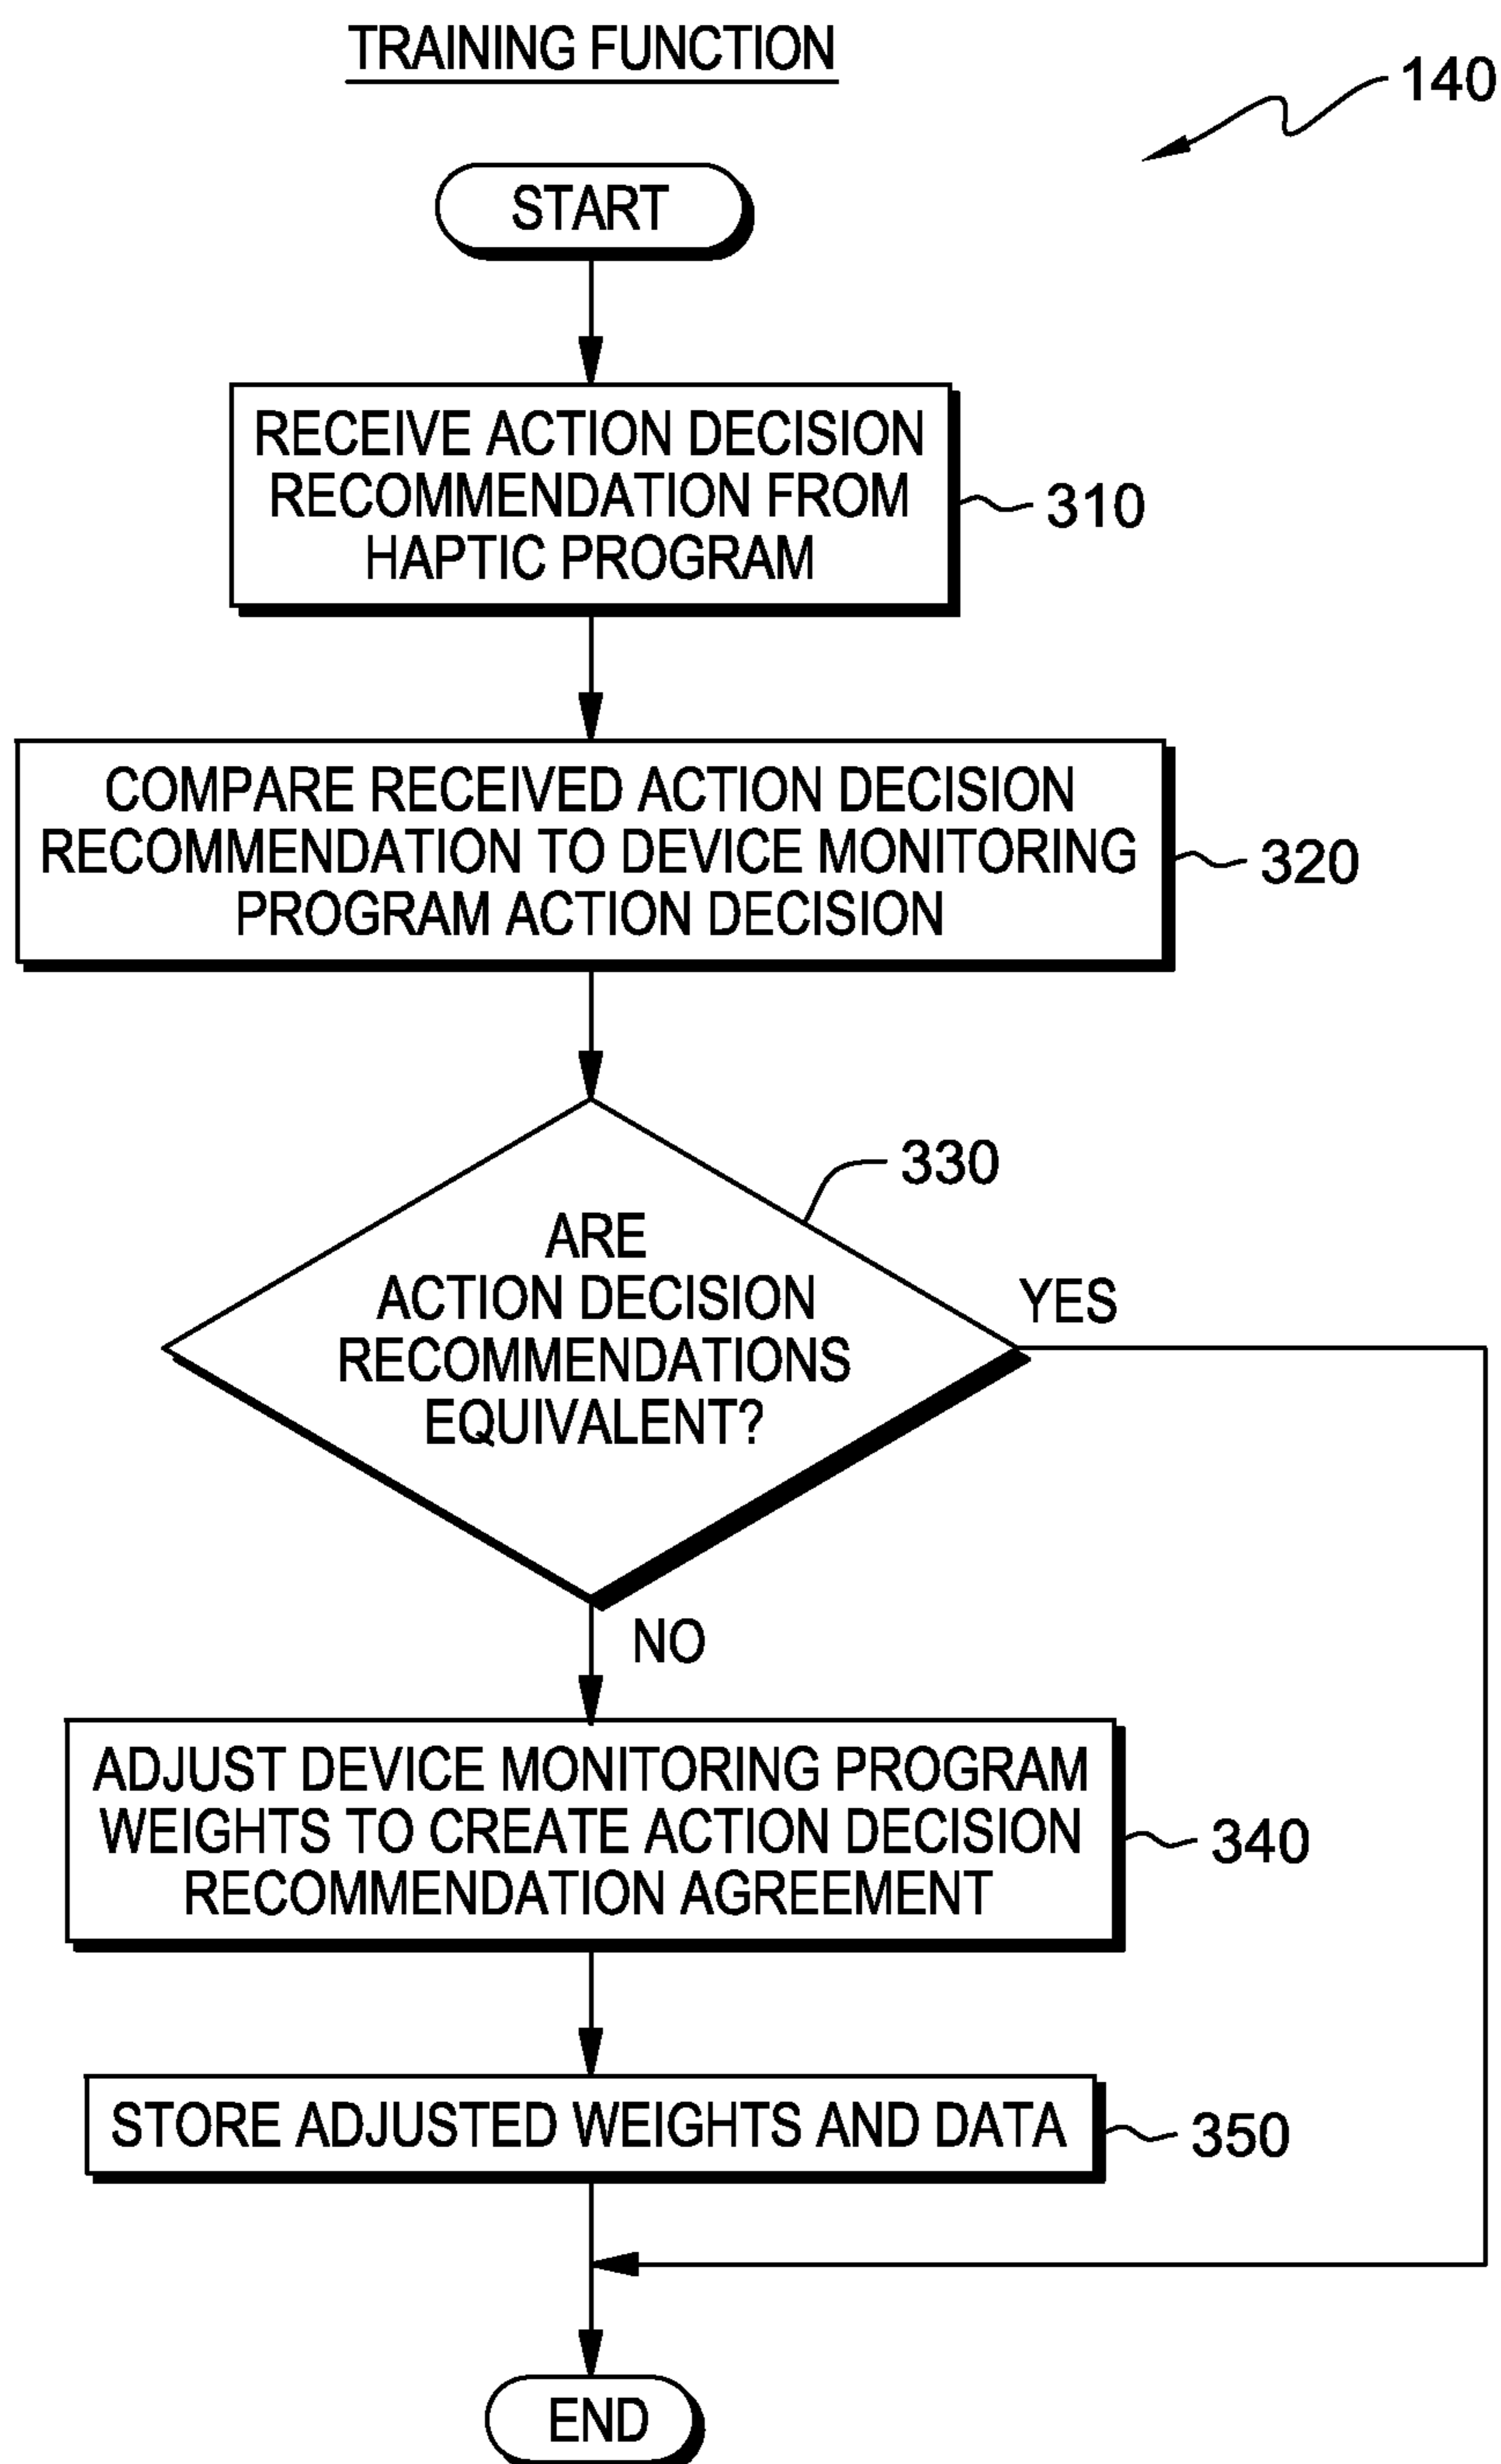 TRAINING FUNCTION
140
START
RECEIVE ACTION DECISION
RECOMMENDATION FROM
HAPTIC PROGRAM
310
COMPARE RECEIVED ACTION DECISION
RECOMMENDATION TO DEVICE MONITORING
PROGRAM ACTION DECISION
320
330
ARE
ACTION DECISION
RECOMMENDATIONS
EQUIVALENT?
YES
NO
ADJUST DEVICE MONITORING PROGRAM
WEIGHTS TO CREATE ACTION DECISION
RECOMMENDATION AGREEMENT
340
STORE ADJUSTED WEIGHTS AND DATA
350
END